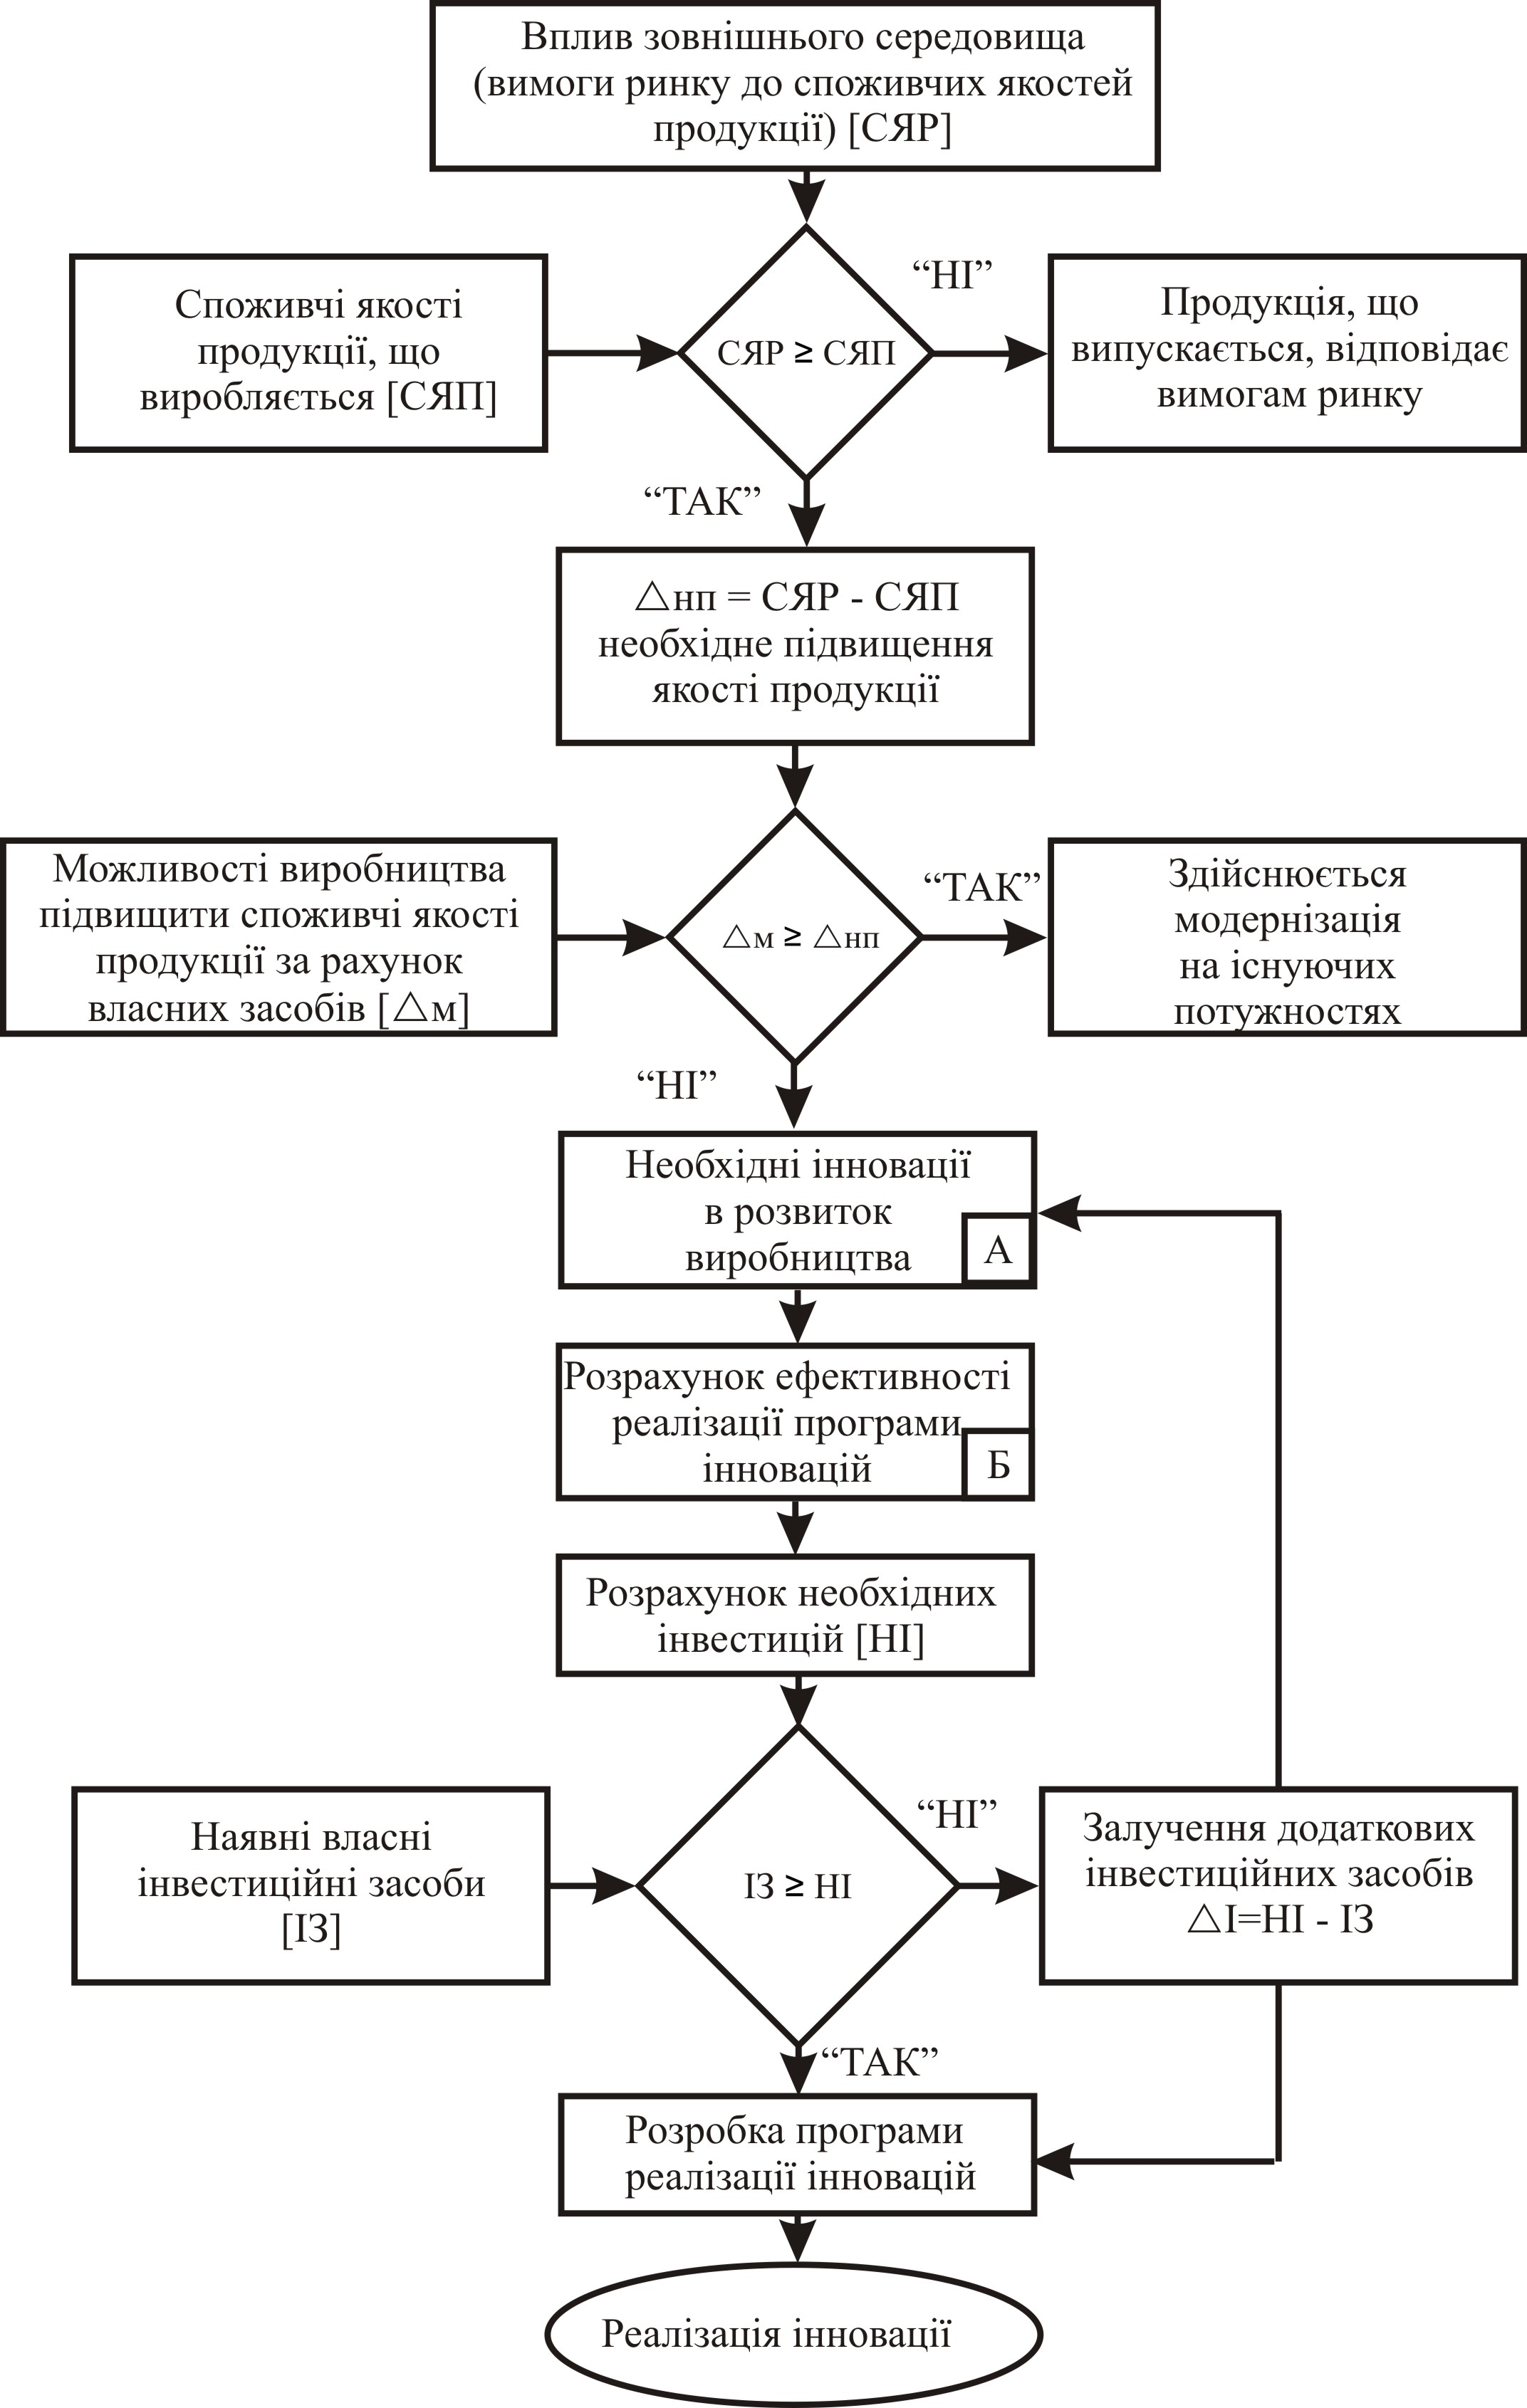 Вплив зовнішнього середовища
(вимоги ринку до споживчих якостей
продукції) [СЯР]
Споживчі якості
продукції, що
виробляється [СЯП]
СЯР ≥ СЯП
“НІ”
Продукція, що
випускається, відповідає
вимогам ринку
“ТАК”
△нп = СЯР - СЯП
необхідне підвищення
якості продукції
Можливості виробництва
підвищити споживчі якості
продукції за рахунок
власних засобів [△м]
△м ≥ △нп
“ТАК”
Здійснюється
модернізація
на існуючих
потужностях
“НІ”
Необхідні інновації
в розвиток
виробництва
А
Розрахунок ефективності
реалізації програми
інновацій
Б
Розрахунок необхідних
інвестицій [НІ]
Наявні власні
інвестиційні засоби
[ІЗ]
ІЗ ≥ НІ
“НІ”
Залучення додаткових
інвестиційних засобів
△І=НІ - ІЗ
“ТАК”
Розробка програми
реалізації інновацій
Реалізація інновації